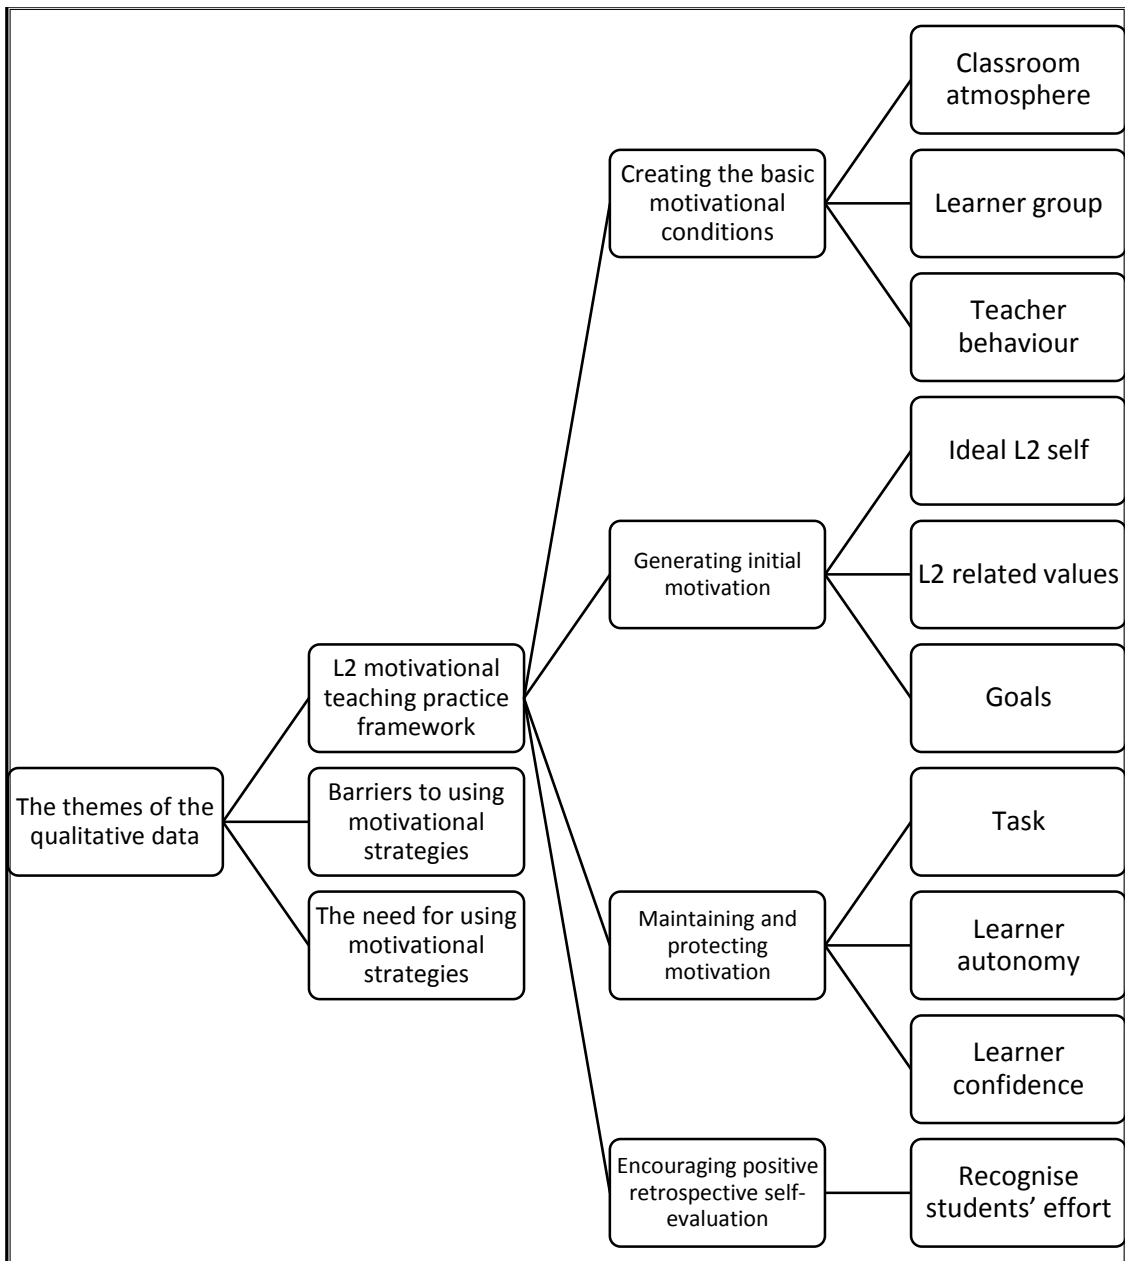 The themes of the
qualitative data
L2 motivational
teaching practice
framework
Barriers to using
motivational
strategies
The need for using
motivational
strategies
Creating the basic
motivational
conditions
Generating initial
motivation
Maintaining and
protecting
motivation
Encouraging positive
retrospective self-
evaluation
Classroom
atmosphere
Learner group
Teacher
behaviour
Ideal L2 self
L2 related values
Goals
Task
Learner
autonomy
Learner
confidence
Recognise
students’ effort